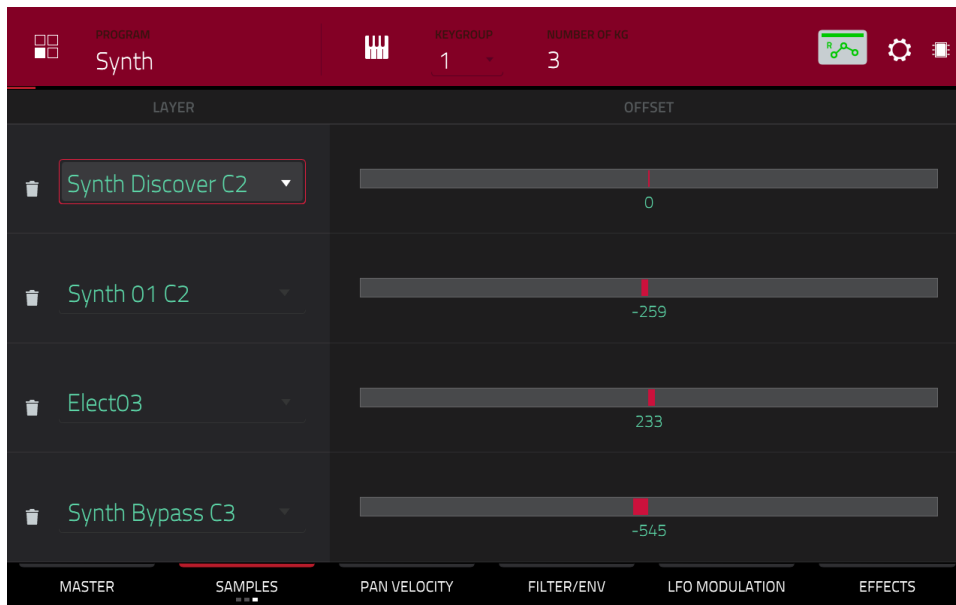 PROGRAM
Synth
KEYGROUP
1
NUMBER OF KG
3
R
LAYER
OFFSET
Synth Discover C2
0
Synth 01 C2
-259
Elect03
233
Synth Bypass C3
-545
MASTER
SAMPLES
PAN VELOCITY
FILTER/ENV
LFO MODULATION
EFFECTS